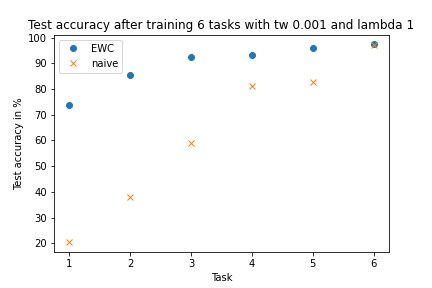 Test accuracy after training 6 tasks with tw 0.001 and lambda 1
EWC
naive
100
90
80
70
60
50
40
30
20
Test accuracy in %
1 2 3 4 5 6
Task